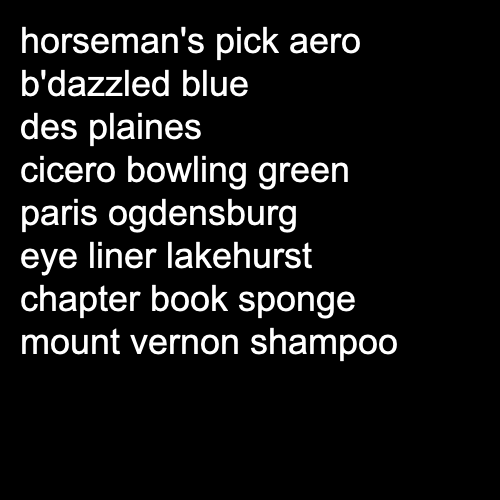 horseman's pick aero
b'dazzled blue
des plaines
cicero bowling green
paris ogdensburg
eye liner lakehurst
chapter book sponge
mount vernon shampoo